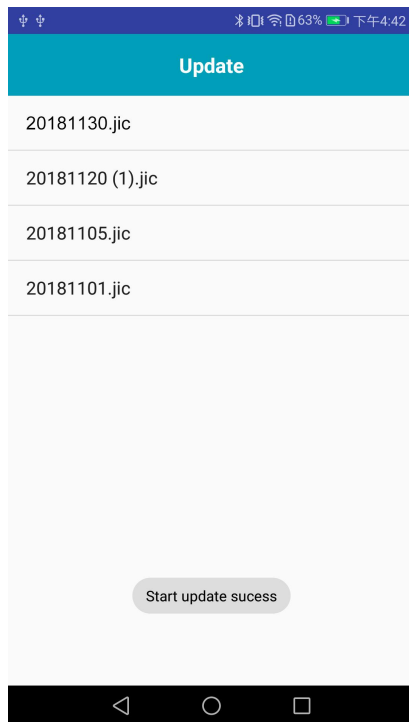 63% 下午4:42
Update
20181130.jic
20181120 (1).jic
20181105.jic
20181101.jic
Start update sucess